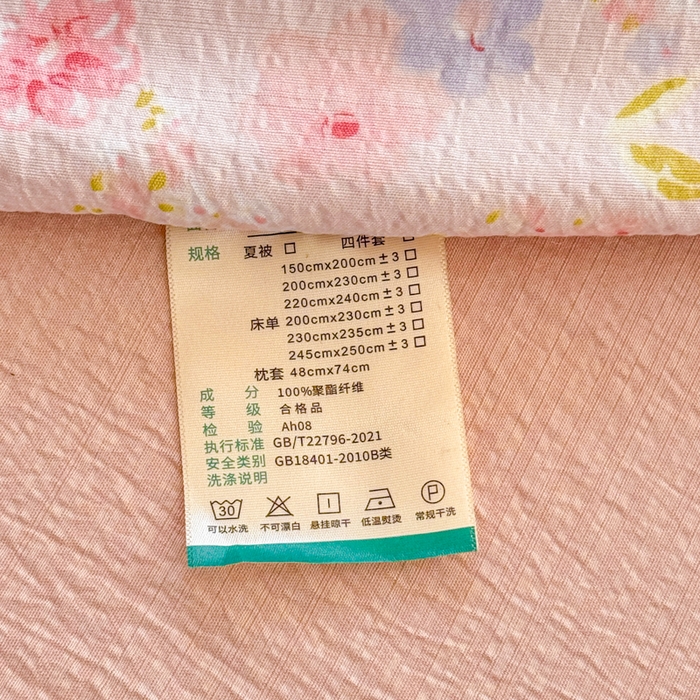 规格 夏被 □ 四件套 □
150cmx200cm±3 □
200cmx230cm±3 □
220cmx240cm±3 □
床单 200cmx230cm±3 □
230cmx235cm±3 □
245cmx250cm±3 □
枕套 48cmx74cm
成 分 100%聚酯纤维
等 级 合格品
检 验 Ah08
执行标准 GB/T22796-2021
安全类别 GB18401-2010B类
洗涤说明
30
可以水洗 不可漂白 悬挂晾干 低温熨烫 常规干洗